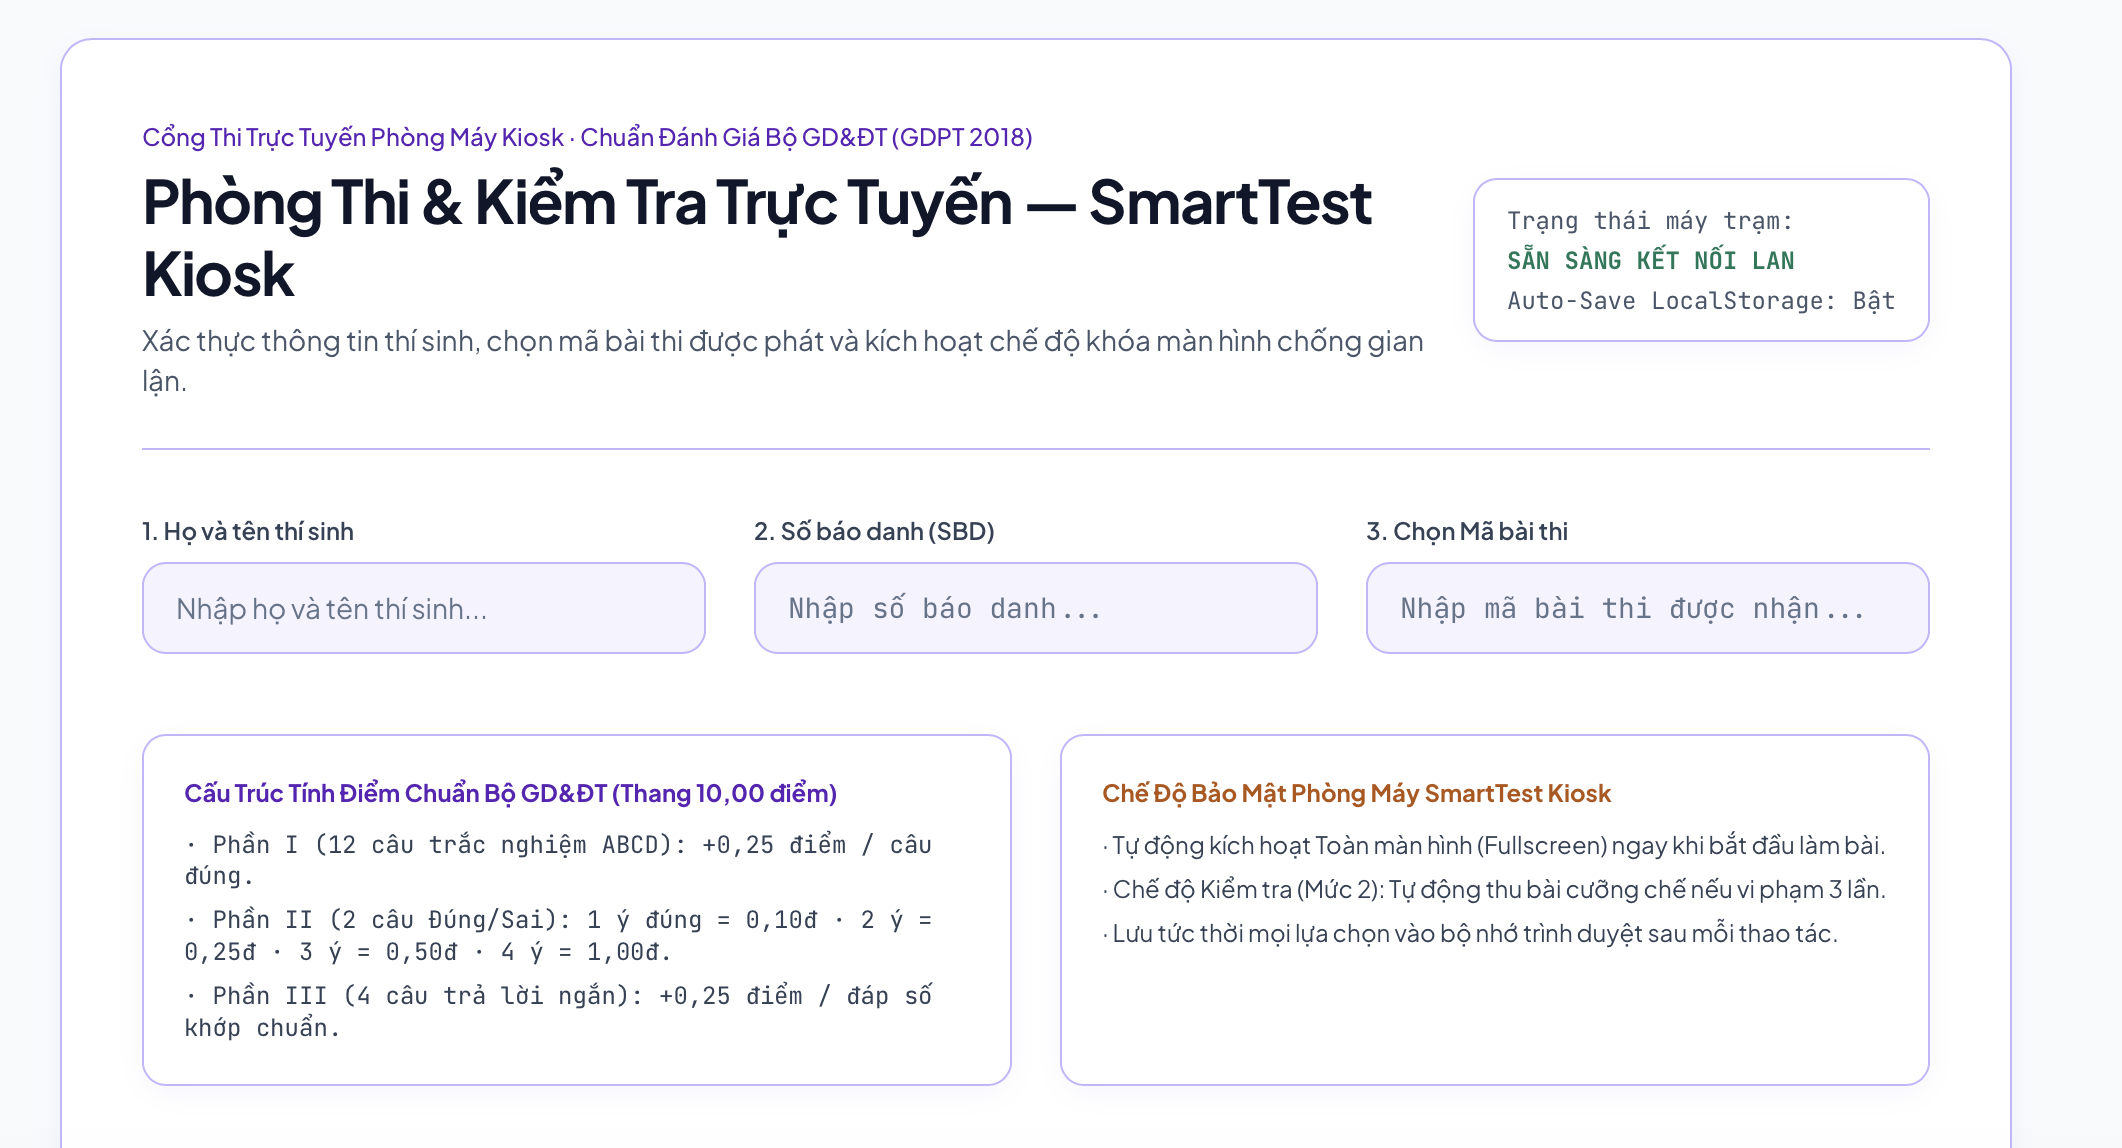 Cổng Thi Trực Tuyến Phòng Máy Kiosk · Chuẩn Đánh Giá Bộ GD&ĐT (GDPT 2018)
Phòng Thi & Kiểm Tra Trực Tuyến — SmartTest
Kiosk
Xác thực thông tin thí sinh, chọn mã bài thi được phát và kích hoạt chế độ khóa màn hình chống gian
lận.
Trạng thái máy trạm:
SẴN SÀNG KẾT NỐI LAN
Auto-Save LocalStorage: Bật
1. Họ và tên thí sinh
Nhập họ và tên thí sinh...
2. Số báo danh (SBD)
Nhập số báo danh...
3. Chọn Mã bài thi
Nhập mã bài thi được nhận...
Cấu Trúc Tính Điểm Chuẩn Bộ GD&ĐT (Thang 10,00 điểm)
· Phần I (12 câu trắc nghiệm ABCD): +0,25 điểm / câu
đúng.
· Phần II (2 câu Đúng/Sai): 1 ý đúng = 0,10đ · 2 ý =
0,25đ · 3 ý = 0,50đ · 4 ý = 1,00đ.
· Phần III (4 câu trả lời ngắn): +0,25 điểm / đáp số
khớp chuẩn.
Chế Độ Bảo Mật Phòng Máy SmartTest Kiosk
· Tự động kích hoạt Toàn màn hình (Fullscreen) ngay khi bắt đầu làm bài.
· Chế độ Kiểm tra (Mức 2): Tự động thu bài cưỡng chế nếu vi phạm 3 lần.
· Lưu tức thời mọi lựa chọn vào bộ nhớ trình duyệt sau mỗi thao tác.